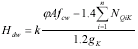 H_{dw} = k \frac{\varphi A f_{cw} - 1.4 \sum_{i=1}^{n} N_{QiK}}{1.2 g_K}